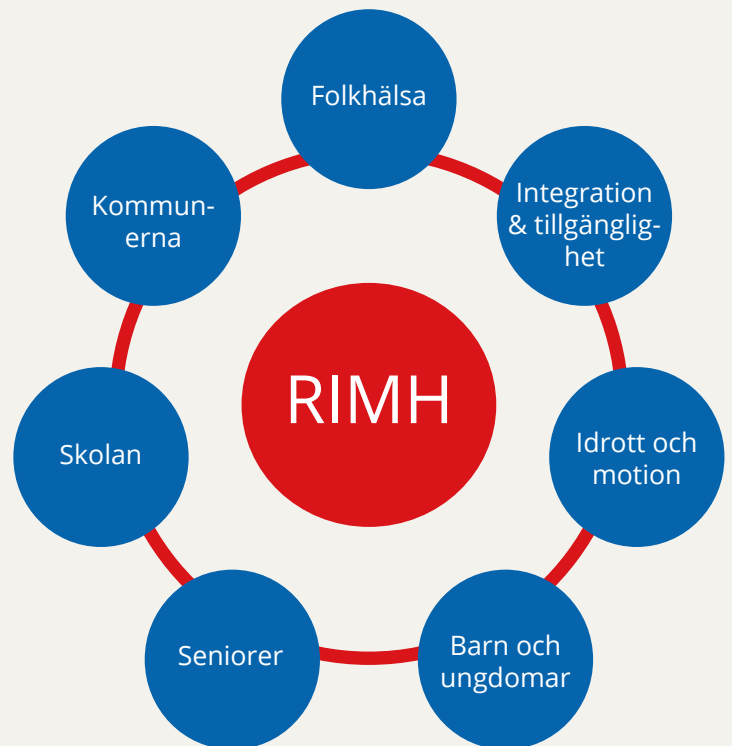 Folkhälsa
Integration
& tillgänglig-
het
Idrott och
motion
Barn och
ungdomar
Seniorer
Skolan
Kommun-
erna
RIMH